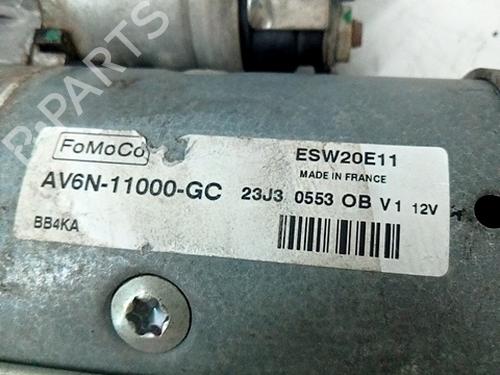 B-PARTS
FoMoCo
ESW20E11
MADE IN FRANCE
AV6N-11000-GC 23J3 0553 OB V1 12V
BB4KA